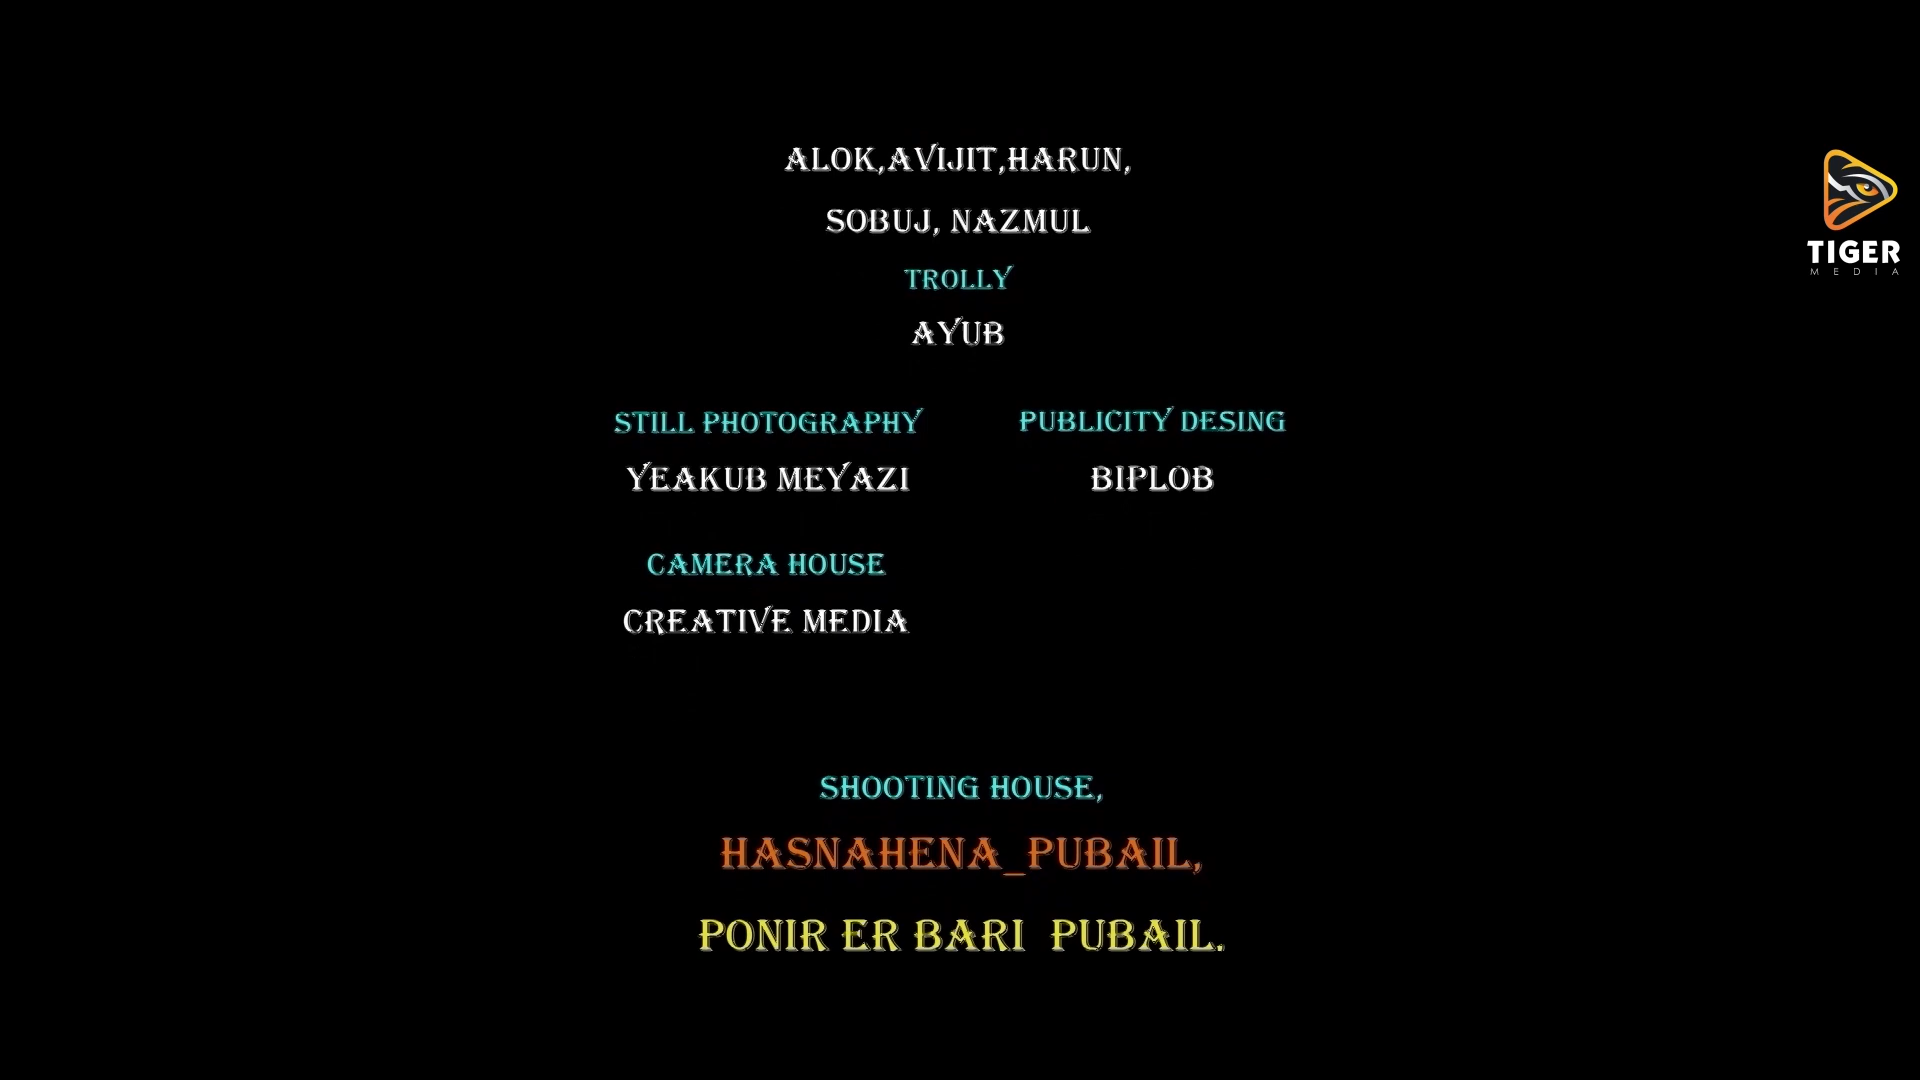 ALOK,AVIJIT,HARUN,
SOBUJ, NAZMUL
TROLLY
AYUB
STILL PHOTOGRAPHY
YEAKUB MEYAZI
PUBLICITY DESING
BIPLOB
CAMERA HOUSE
CREATIVE MEDIA
SHOOTING HOUSE,
HASNAHENA_PUBAIL,
PONIR ER BARI PUBAIL.
TIGER
MEDIA